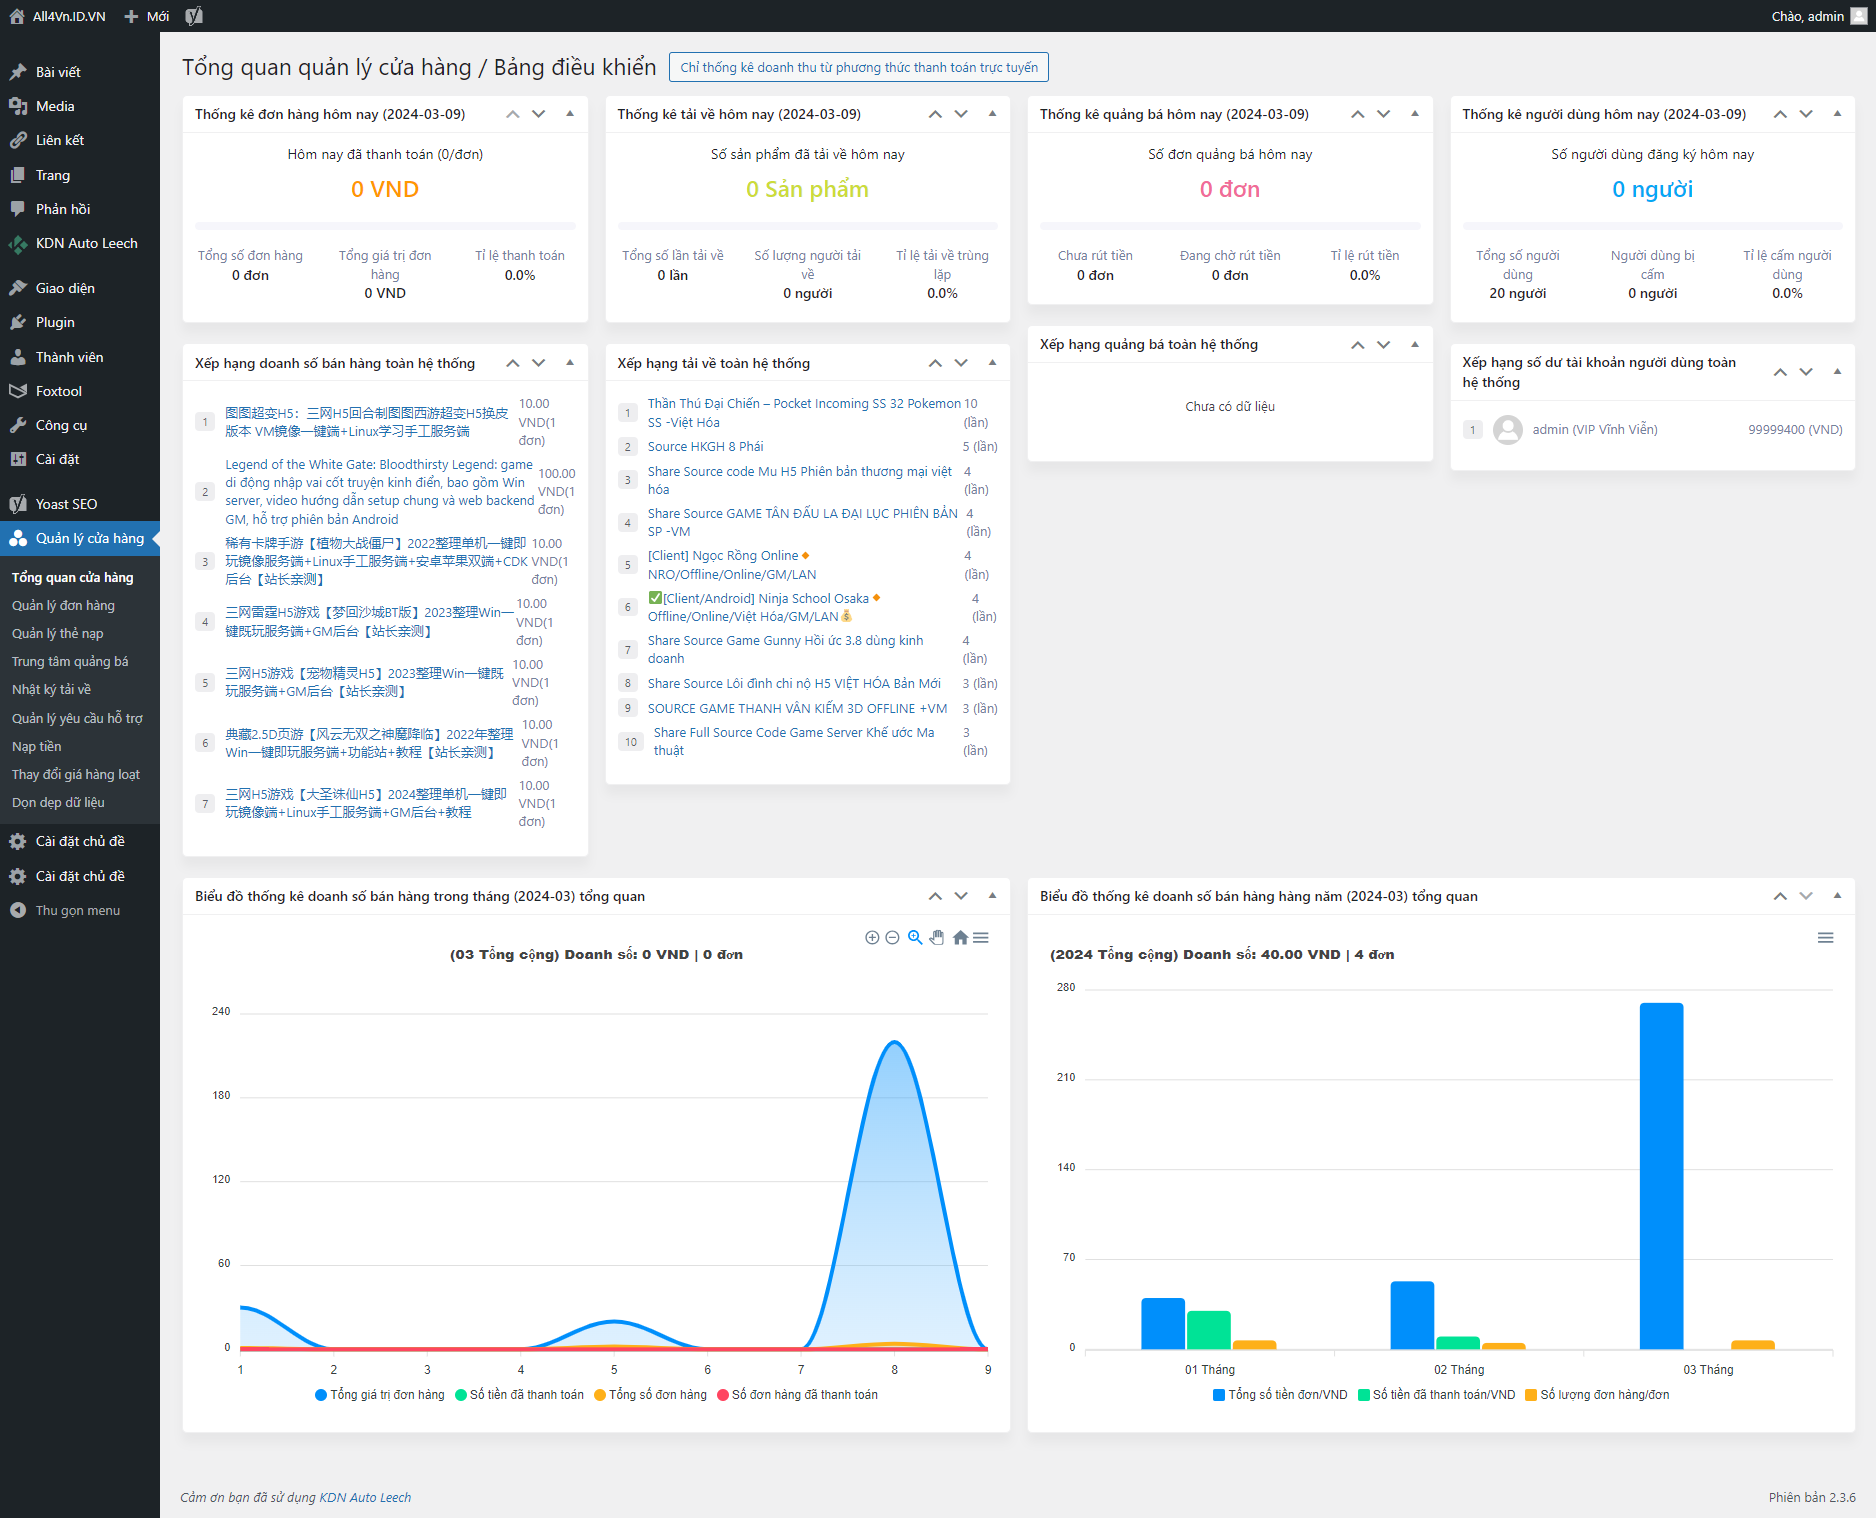 All4Vn.ID.VN
Mới
Chào, admin
Bài viết
Media
Liên kết
Trang
Phản hồi
KDN Auto Leech
Giao diện
Plugin
Thành viên
Foxtool
Công cụ
Cài đặt
Yoast SEO
Quản lý cửa hàng
Tổng quan cửa hàng
Quản lý đơn hàng
Quản lý thẻ nạp
Trung tâm quảng bá
Nhật ký tải về
Quản lý yêu cầu hỗ trợ
Nạp tiền
Thay đổi giá hàng loạt
Dọn dẹp dữ liệu
Cài đặt chủ đề
Cài đặt chủ đề
Thu gọn menu
Tổng quan quản lý cửa hàng / Bảng điều khiển
Chỉ thống kê doanh thu từ phương thức thanh toán trực tuyến
Thống kê đơn hàng hôm nay (2024-03-09)
Hôm nay đã thanh toán (0/đơn)
0 VND
Tổng số đơn hàng
0 đơn
Tổng giá trị đơn
hàng
0 VND
Tỉ lệ thanh toán
0.0%
Thống kê tải về hôm nay (2024-03-09)
Số sản phẩm đã tải về hôm nay
0 Sản phẩm
Tổng số lần tải về
0 lần
Số lượng người tải
về
0 người
Tỉ lệ tải về trùng
lặp
0.0%
Thống kê quảng bá hôm nay (2024-03-09)
Số đơn quảng bá hôm nay
0 đơn
Chưa rút tiền
0 đơn
Đang chờ rút tiền
0 đơn
Tỉ lệ rút tiền
0.0%
Thống kê người dùng hôm nay (2024-03-09)
Số người dùng đăng ký hôm nay
0 người
Tổng số người
dùng
20 người
Người dùng bị
cấm
0 người
Tỉ lệ cấm người
dùng
0.0%
Xếp hạng doanh số bán hàng toàn hệ thống
1
图图超变H5：三网H5回合制图图西游超变H5换皮
版本 VM镜像一键端+Linux学习手工服务端
10.00
VND(1
đơn)
2
Legend of the White Gate: Bloodthirsty Legend: game
di động nhập vai cốt truyện kinh điển, bao gồm Win
server, video hướng dẫn setup chung và web backend
GM, hỗ trợ phiên bản Android
100.00
VND(1
đơn)
3
稀有卡牌手游【植物大战僵尸】2022整理单机一键即
玩镜像服务端+Linux手工服务端+安卓苹果双端+CDK
后台【站长亲测】
10.00
VND(1
đơn)
4
三网雷霆H5游戏【梦回沙城BT版】2023整理Win一
键既玩服务端+GM后台【站长亲测】
10.00
VND(1
đơn)
5
三网H5游戏【宠物精灵H5】2023整理Win一键既
玩服务端+GM后台【站长亲测】
10.00
VND(1
đơn)
6
典藏2.5D页游【风云无双之神魔降临】2022年整理
Win一键即玩服务端+功能站+教程【站长亲测】
10.00
VND(1
đơn)
7
三网H5游戏【大圣诛仙H5】2024整理单机一键即
玩镜像端+Linux手工服务端+GM后台+教程
10.00
VND(1
đơn)
Xếp hạng tải về toàn hệ thống
1
Thần Thú Đại Chiến – Pocket Incoming SS 32 Pokemon
SS -Việt Hóa
10
(lần)
2
Source HKGH 8 Phái
5 (lần)
3
Share Source code Mu H5 Phiên bản thương mại việt
hóa
4
(lần)
4
Share Source GAME TÂN ĐẤU LA ĐẠI LỤC PHIÊN BẢN
SP -VM
4
(lần)
5
[Client] Ngọc Rồng Online🔸
NRO/Offline/Online/GM/LAN
4
(lần)
6
✅[Client/Android] Ninja School Osaka🔸
Offline/Online/Việt Hóa/GM/LAN💰
4
(lần)
7
Share Source Game Gunny Hồi ức 3.8 dùng kinh
doanh
4
(lần)
8
Share Source Lôi đình chi nộ H5 VIỆT HÓA Bản Mới
3 (lần)
9
SOURCE GAME THANH VÂN KIẾM 3D OFFLINE +VM
3 (lần)
10
Share Full Source Code Game Server Khế ước Ma
thuật
3
(lần)
Xếp hạng quảng bá toàn hệ thống
Chưa có dữ liệu
Xếp hạng số dư tài khoản người dùng toàn
hệ thống
1
admin (VIP Vĩnh Viễn)
99999400 (VND)
Biểu đồ thống kê doanh số bán hàng trong tháng (2024-03) tổng quan
(03 Tổng cộng) Doanh số: 0 VND | 0 đơn
240
180
120
60
0
1 2 3 4 5 6 7 8 9
Tổng giá trị đơn hàng Số tiền đã thanh toán Tổng số đơn hàng Số đơn hàng đã thanh toán
Biểu đồ thống kê doanh số bán hàng hàng năm (2024-03) tổng quan
(2024 Tổng cộng) Doanh số: 40.00 VND | 4 đơn
280
210
140
70
0
01 Tháng 02 Tháng 03 Tháng
Tổng số tiền đơn/VND Số tiền đã thanh toán/VND Số lượng đơn hàng/đơn
Cảm ơn bạn đã sử dụng KDN Auto Leech
Phiên bản 2.3.6